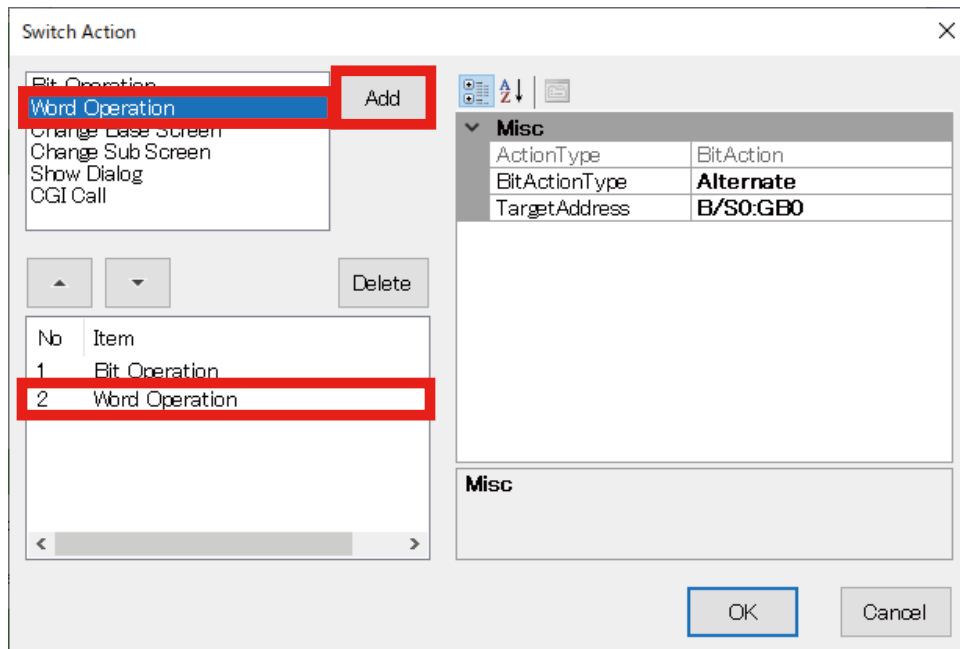 Switch Action
Bit Operation
Word Operation
Change Base Screen
Change Sub Screen
Show Dialog
CGI Call
Add
Delete
No Item
1 Bit Operation
2 Word Operation
Misc
ActionType BitAction
BitActionType Alternate
TargetAddress B/S0:GB0
Misc
OK Cancel